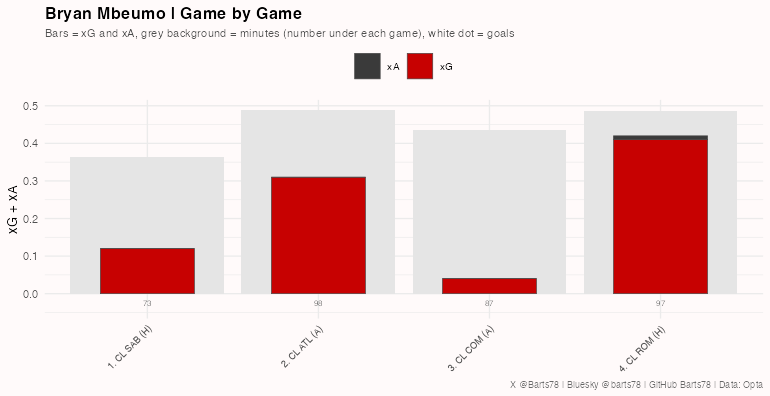 Bryan Mbeumo | Game by Game
Bars = xG and xA, grey background = minutes (number under each game), white dot = goals
xA xG
xG + xA
0.5
0.4
0.3
0.2
0.1
0.0
73 98 87 97
1. CL SAB (H)
2. CL ATL (A)
3. CL COM (A)
4. CL ROM (H)
X @Barts78 | Bluesky @barts78 | GitHub Barts78 | Data: Opta